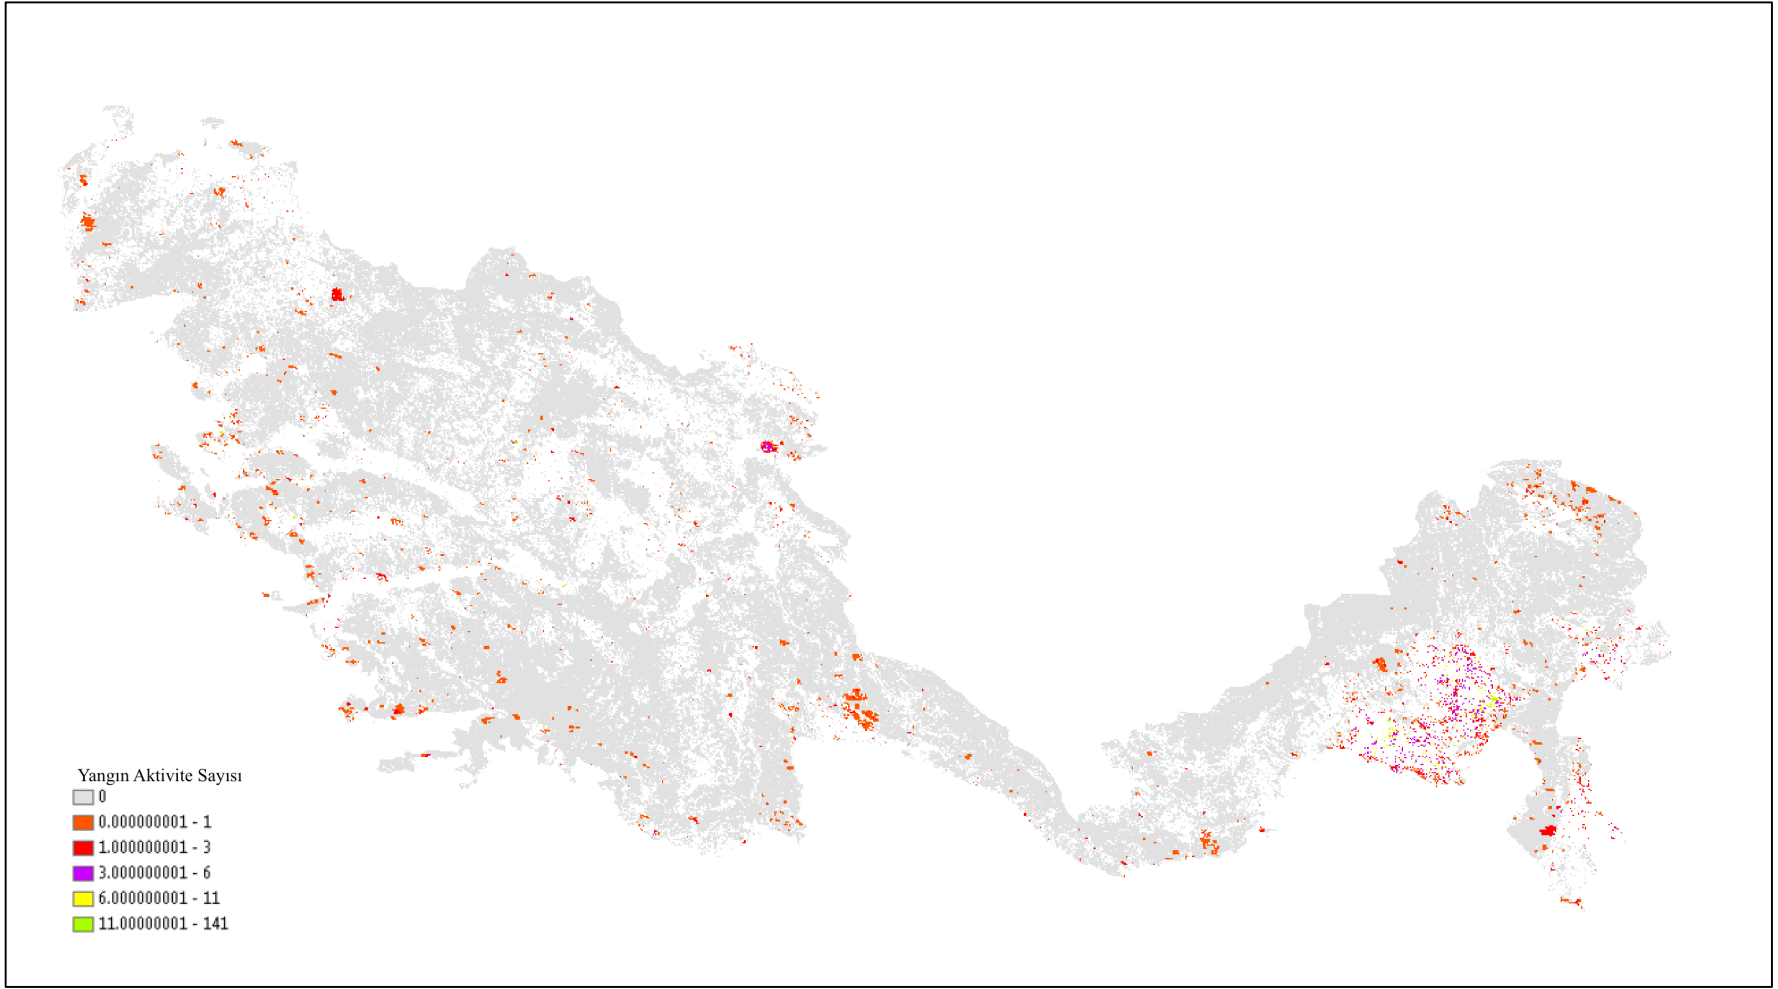 Yangın Aktivite Sayısı
0
0.000000001 - 1
1.000000001 - 3
3.000000001 - 6
6.000000001 - 11
11.00000001 - 141